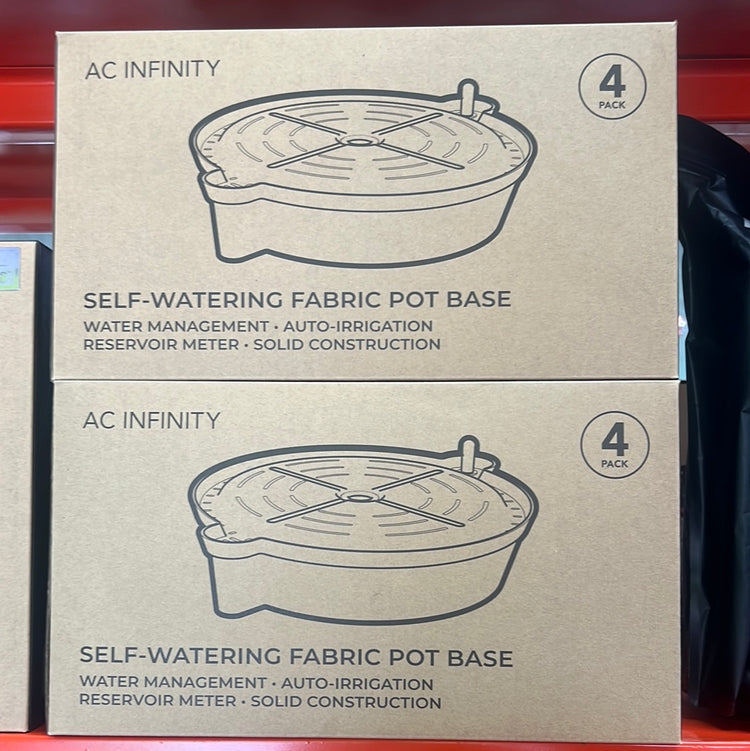 AC INFINITY
4
PACK
SELF-WATERING FABRIC POT BASE
WATER MANAGEMENT • AUTO-IRRIGATION
RESERVOIR METER • SOLID CONSTRUCTION
AC INFINITY
4
PACK
SELF-WATERING FABRIC POT BASE
WATER MANAGEMENT • AUTO-IRRIGATION
RESERVOIR METER • SOLID CONSTRUCTION